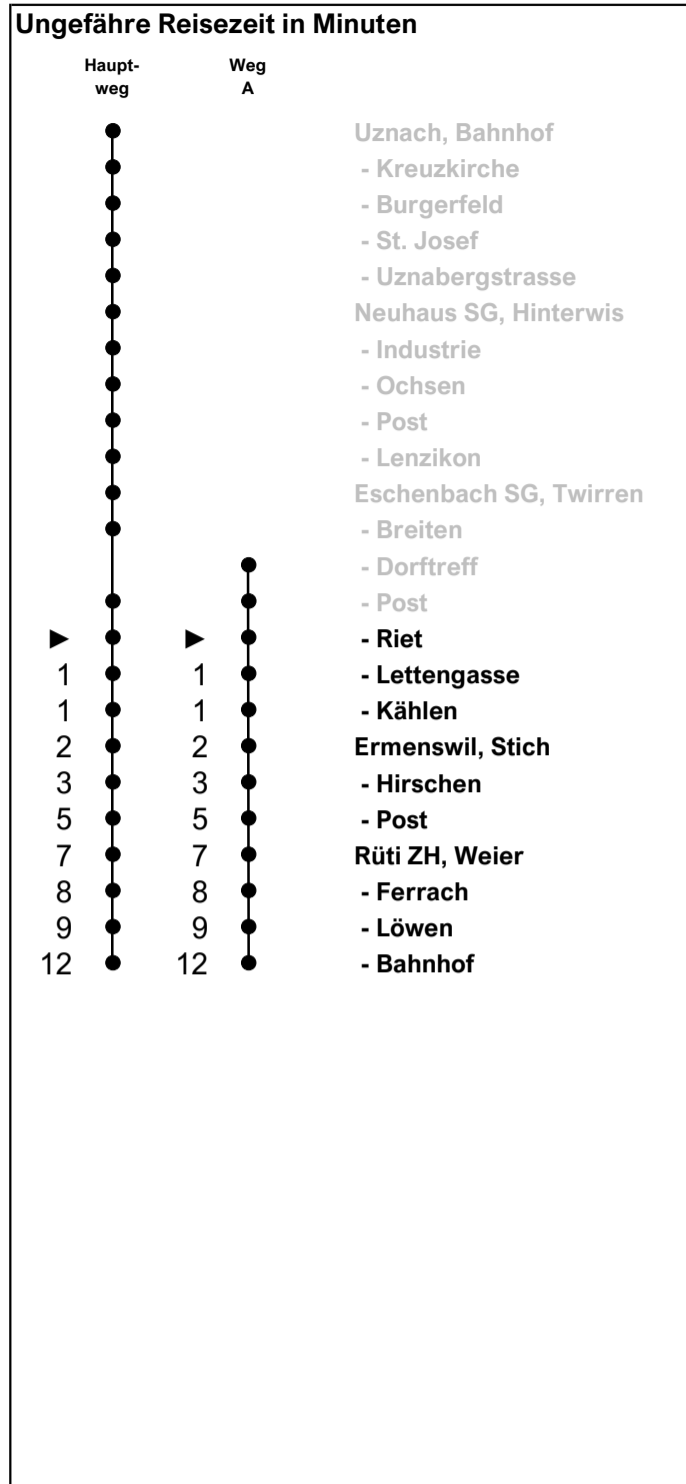 Ungefähre Reisezeit in Minuten
Haupt- Weg
weg A
Uznach, Bahnhof
- Kreuzkirche
- Burgerfeld
- St. Josef
- Uznabergstrasse
Neuhaus SG, Hinterwis
- Industrie
- Ochsen
- Post
- Lenzikon
Eschenbach SG, Twirren
- Breiten
- Dorftreff
- Post
► ► - Riet
1 1 - Lettengasse
1 1 - Kählen
2 2 Ermenswil, Stich
3 3 - Hirschen
5 5 - Post
7 7 Rüti ZH, Weier
8 8 - Ferrach
9 9 - Löwen
12 12 - Bahnhof